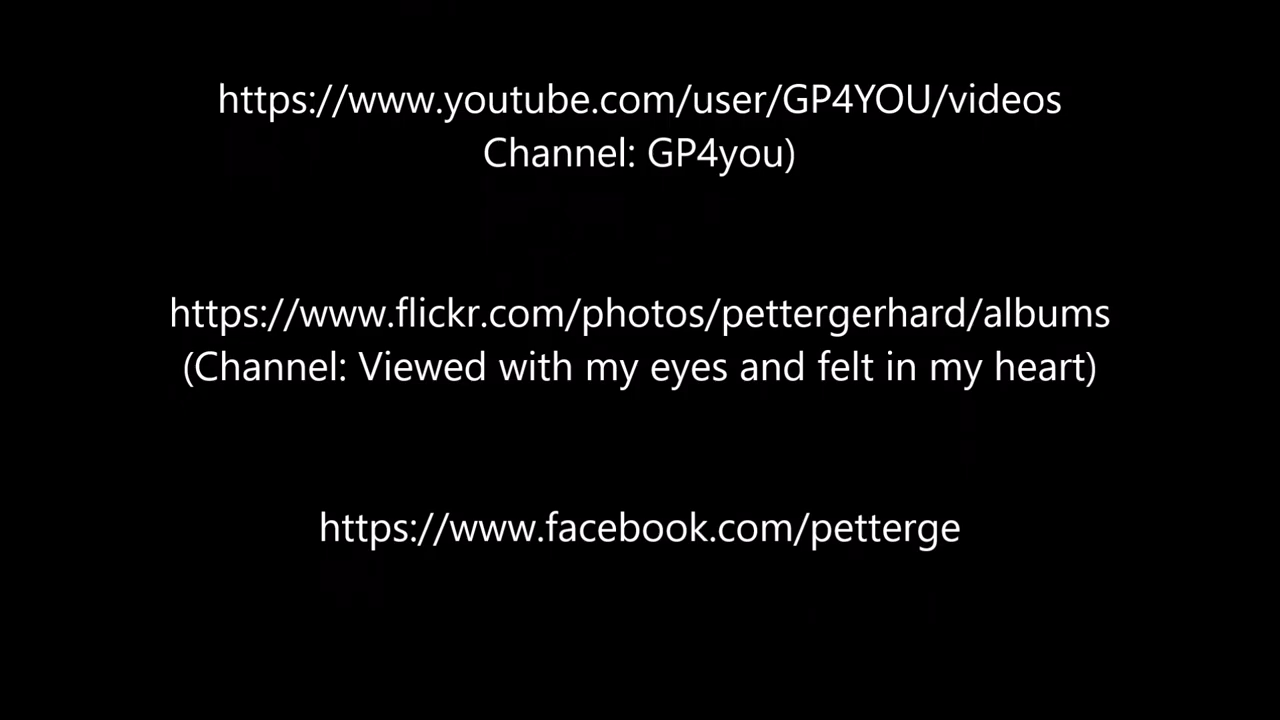 https://www.youtube.com/user/GP4YOU/videos
Channel: GP4you)
https://www.flickr.com/photos/pettergerhard/albums
(Channel: Viewed with my eyes and felt in my heart)
https://www.facebook.com/petterge